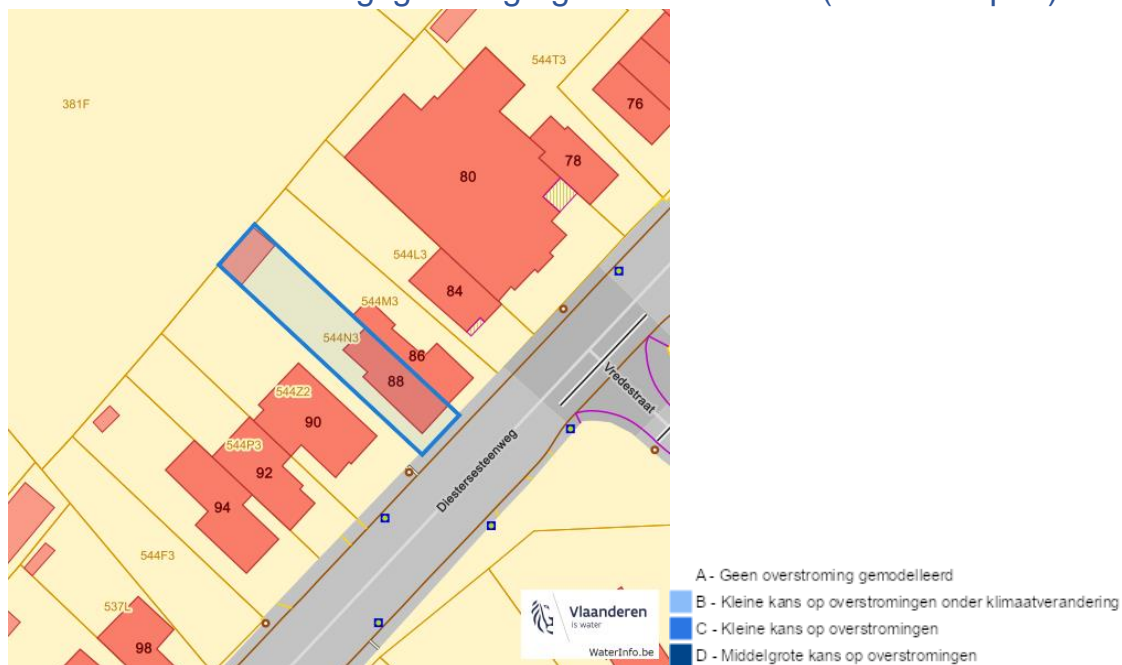 544T3
381F
76
78
80
544L3
84
544M3
544N3
86
88
Vredestraat
544Z2
90
544P3
92
Diestersesteenweg
94
544F3
537L
98
Vlaanderen
is water
WaterInfo.be
A - Geen overstroming gemodelleerd
B - Kleine kans op overstromingen onder klimaatverandering
C - Kleine kans op overstromingen
D - Middelgrote kans op overstromingen